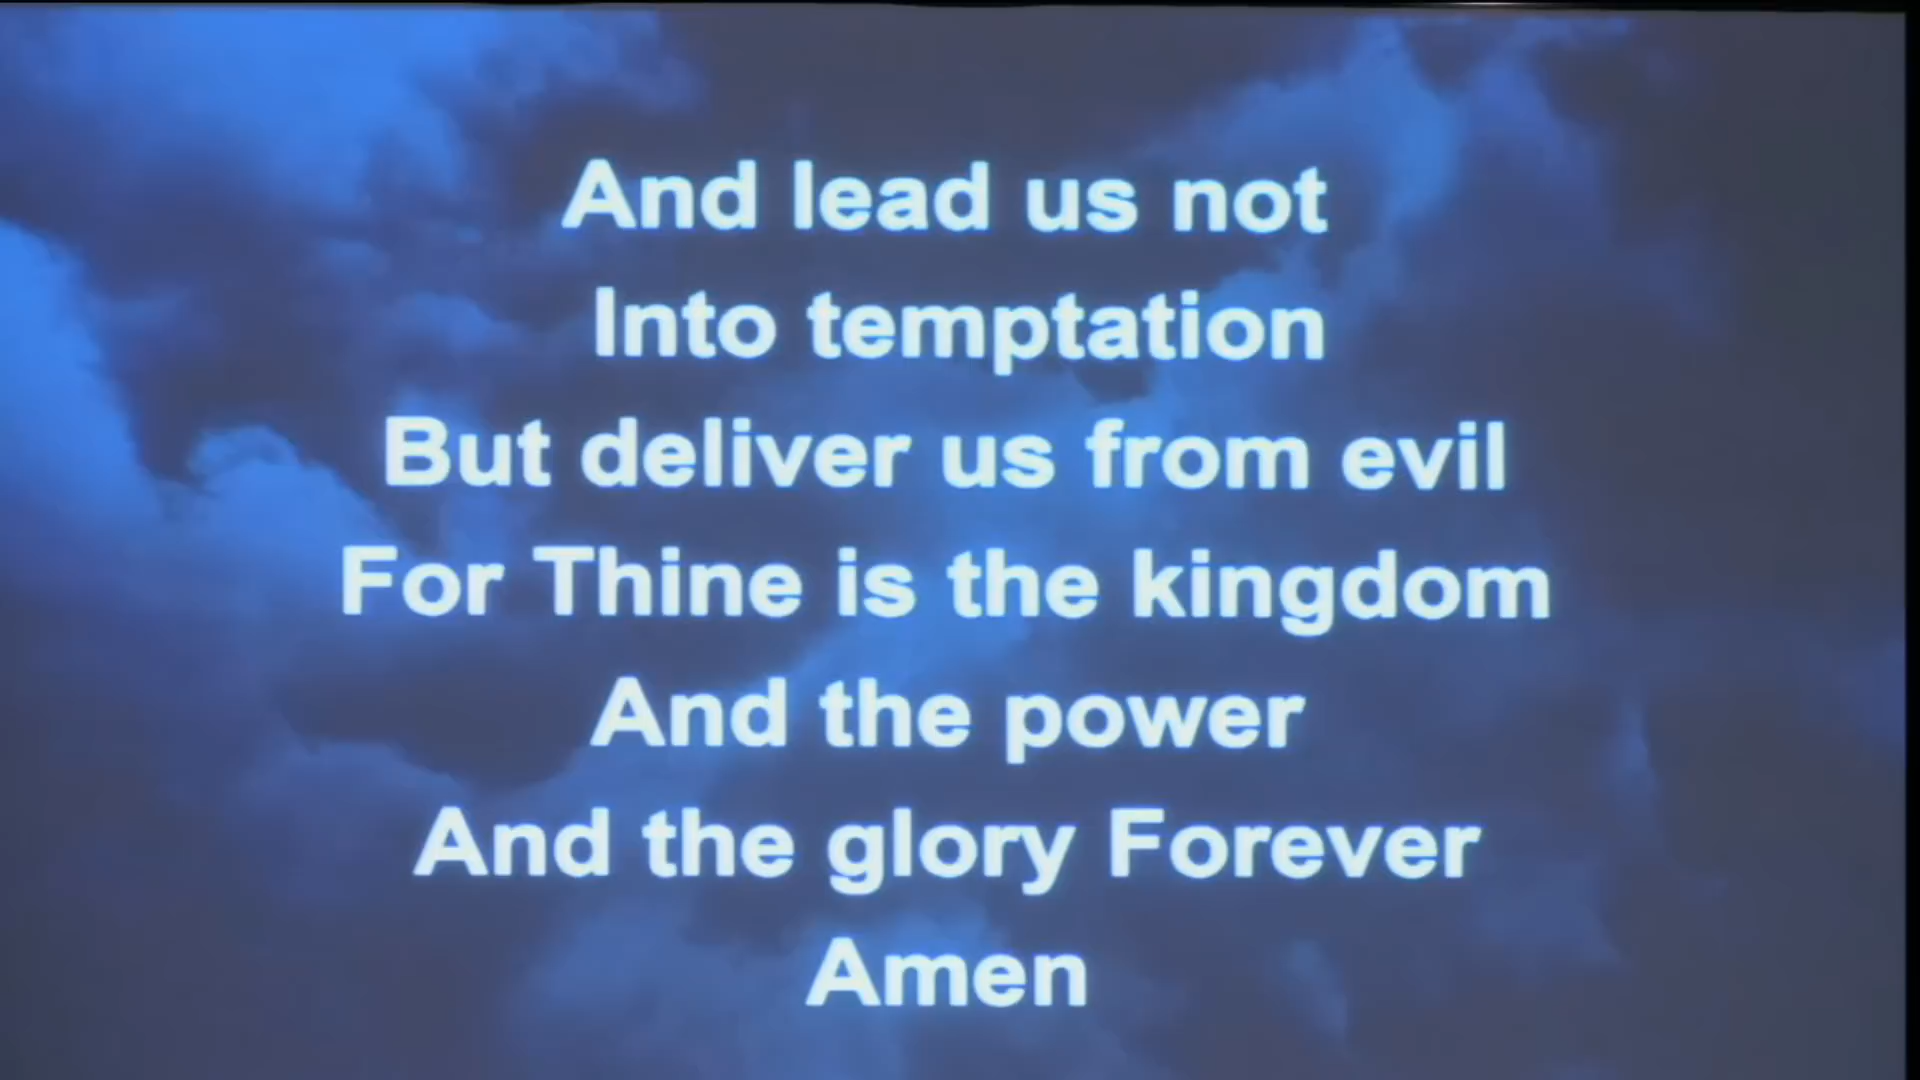 And lead us not
Into temptation
But deliver us from evil
For Thine is the kingdom
And the power
And the glory Forever
Amen